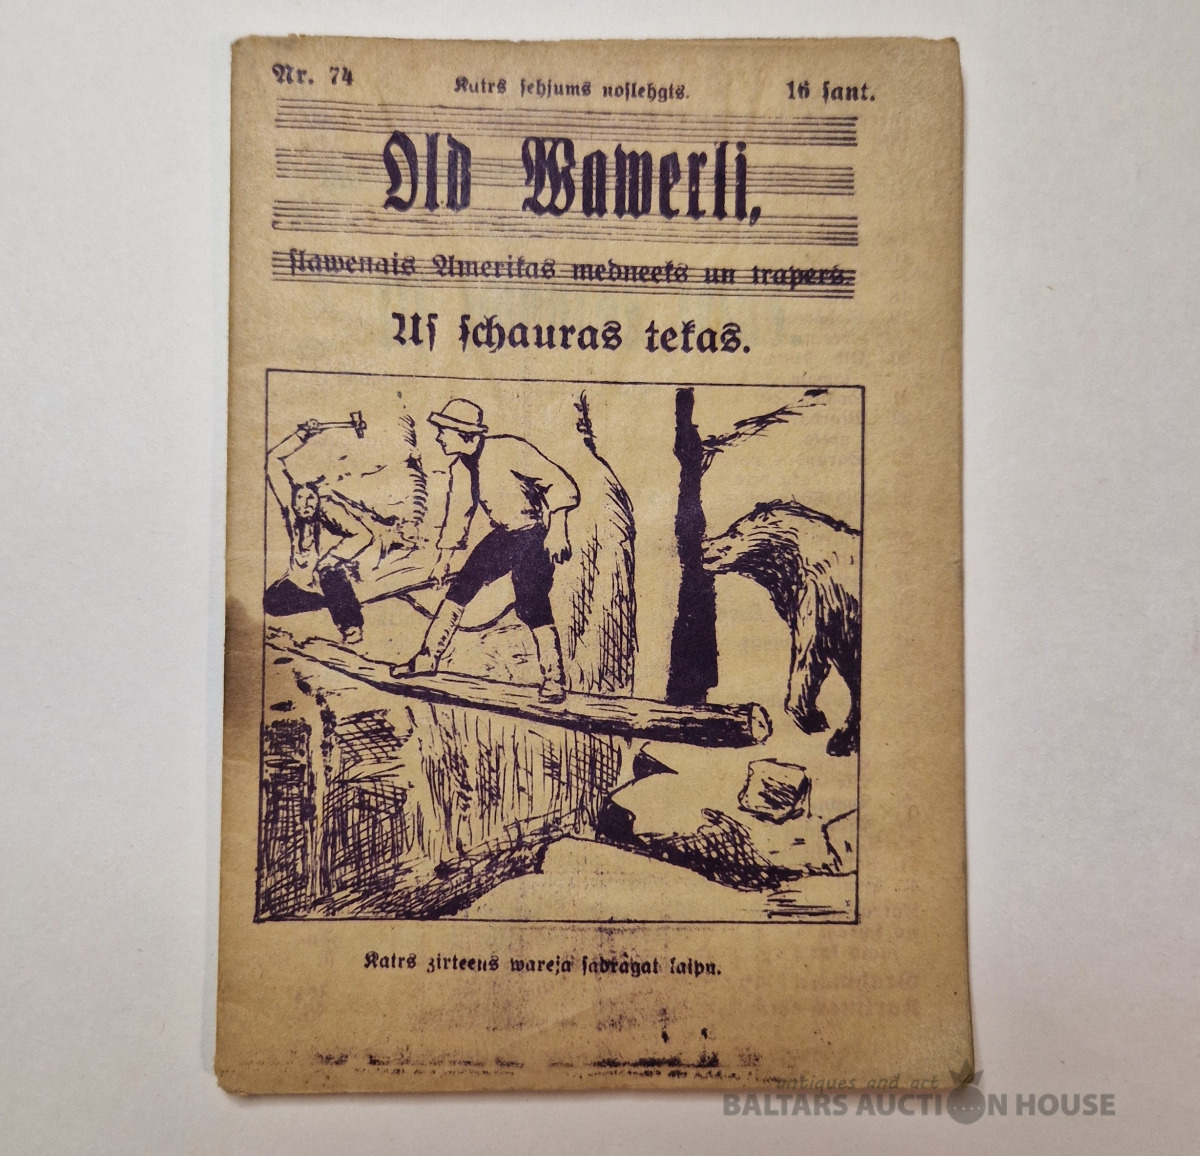 Nr. 74
Katrs sehjums noslehgts.
16 sant.
Old Wawerli,
slawenais Amerikas medneeks un trapers.
Us schauras tekas.
Katrs zirteens wareja sadragat laipu.
antiques and art
BALTARS AUCTION HOUSE